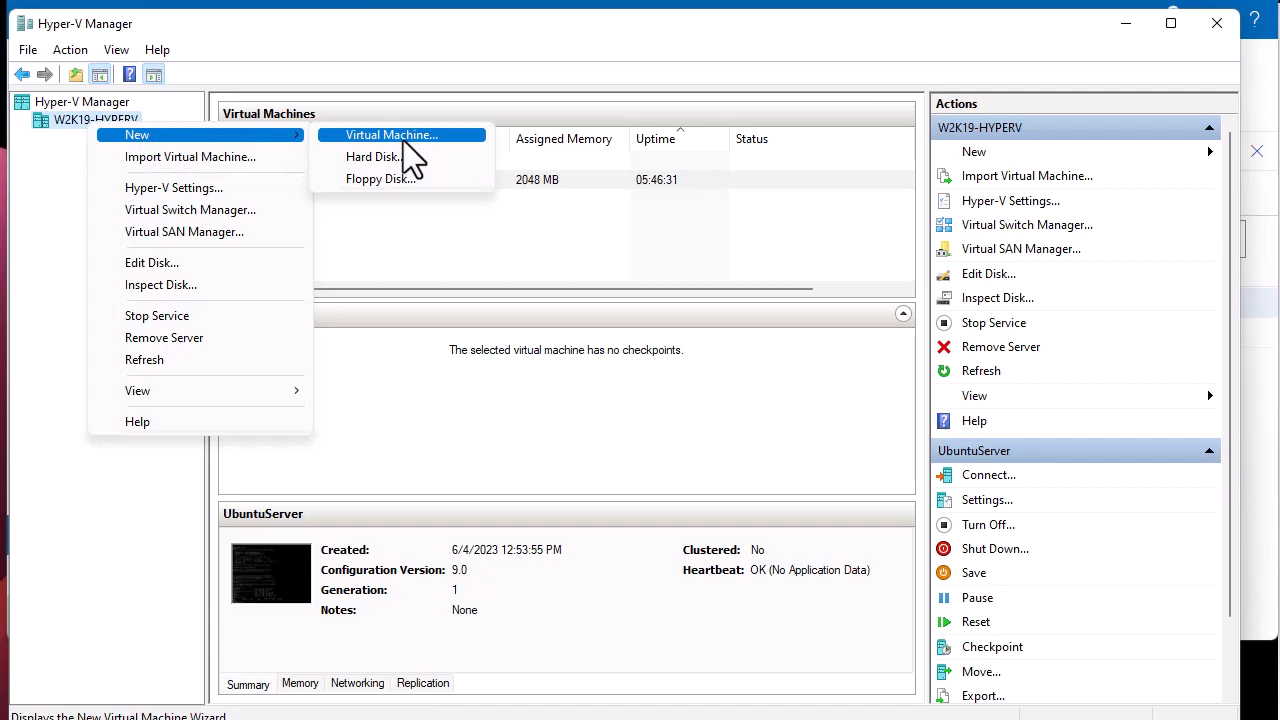 Hyper-V Manager
?
File Action View Help
Hyper-V Manager
W2K19-HYPERV
New
Import Virtual Machine...
Hyper-V Settings...
Virtual Switch Manager...
Virtual SAN Manager...
Edit Disk...
Inspect Disk...
Stop Service
Remove Server
Refresh
View
Help
Virtual Machine...
Hard Disk...
Floppy Disk...
Virtual Machines
Assigned Memory Uptime Status
2048 MB 05:46:31
The selected virtual machine has no checkpoints.
UbuntuServer
Created: 6/4/2023
Configuration Version: 9.0
Generation: 1
Notes: None
Clustered: No
Heartbeat: OK (No Application Data)
Summary Memory Networking Replication
Actions
W2K19-HYPERV
New
Import Virtual Machine...
Hyper-V Settings...
Virtual Switch Manager...
Virtual SAN Manager...
Edit Disk...
Inspect Disk...
Stop Service
Remove Server
Refresh
View
Help
UbuntuServer
Connect...
Settings...
Turn Off...
Down...
Pause
Reset
Checkpoint
Move...
Export...
Displays the New Virtual Machine Wizard